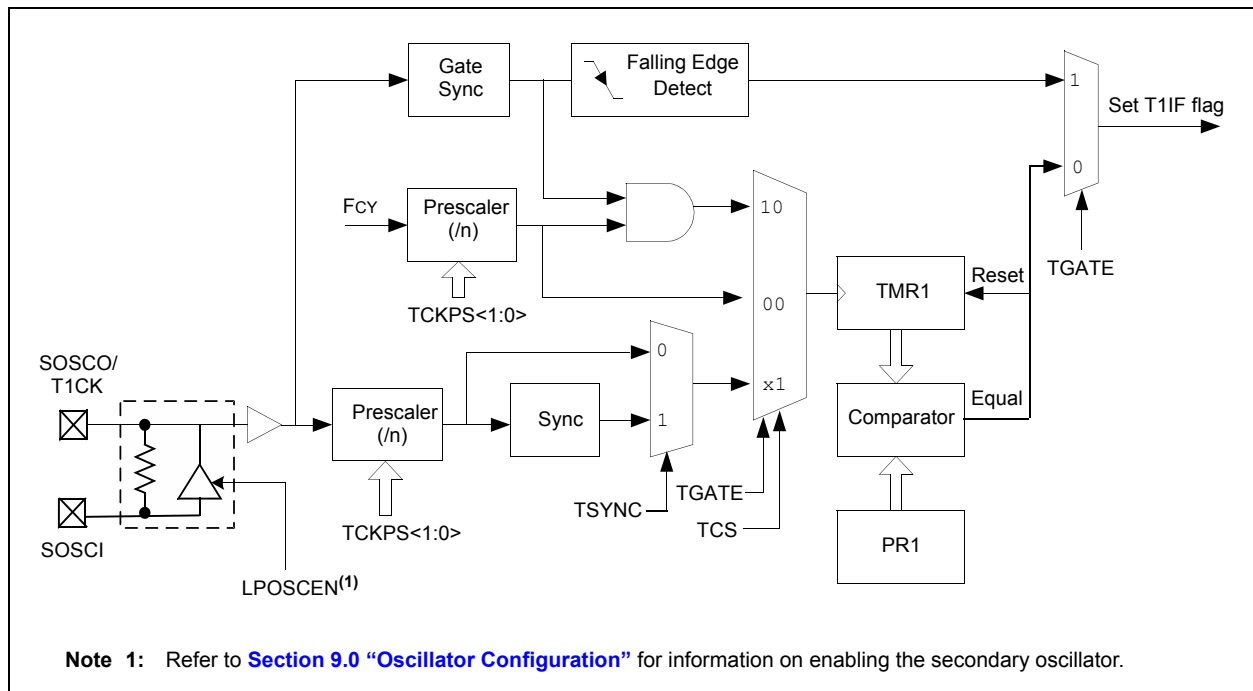 Gate
Sync
Falling Edge
Detect
1
Set T1IF flag
0
FCY
Prescaler
(/n)
10
TGATE
TCKPS<1:0>
00
TMR1
Reset
SOSCO/
T1CK
0
x1
Prescaler
(/n)
Sync
1
Comparator
Equal
TSYNC
TGATE
TCS
TCKPS<1:0>
SOSCI
PR1
LPOSCEN(1)
Note 1: Refer to Section 9.0 “Oscillator Configuration” for information on enabling the secondary oscillator.